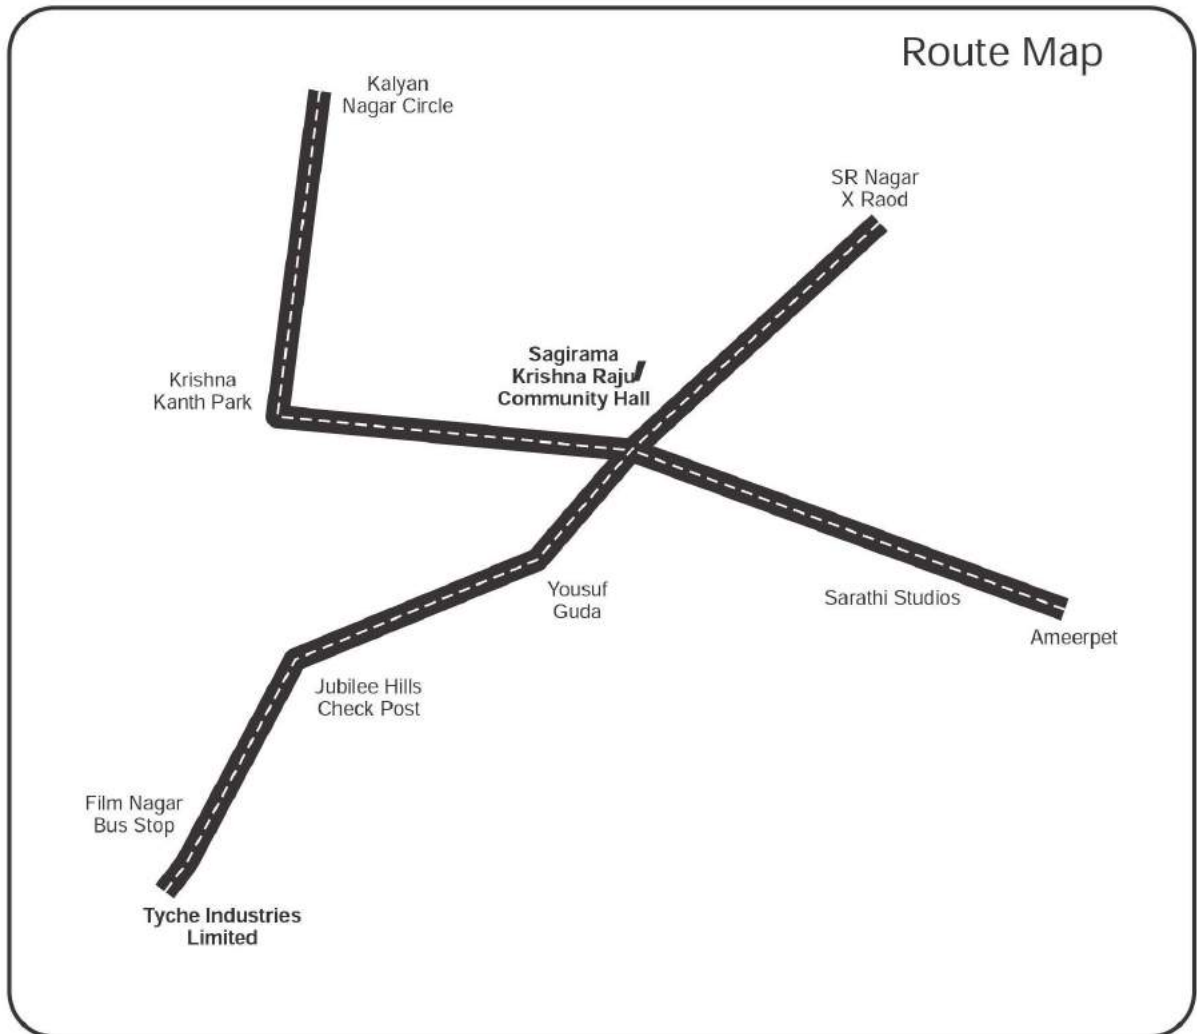 Route Map
Kalyan
Nagar Circle
SR Nagar
X Raod
Sagirama
Krishna Raju
Community Hall
Krishna
Kanth Park
Yousuf
Guda
Sarathi Studios
Ameerpet
Jubilee Hills
Check Post
Film Nagar
Bus Stop
Tyche Industries
Limited